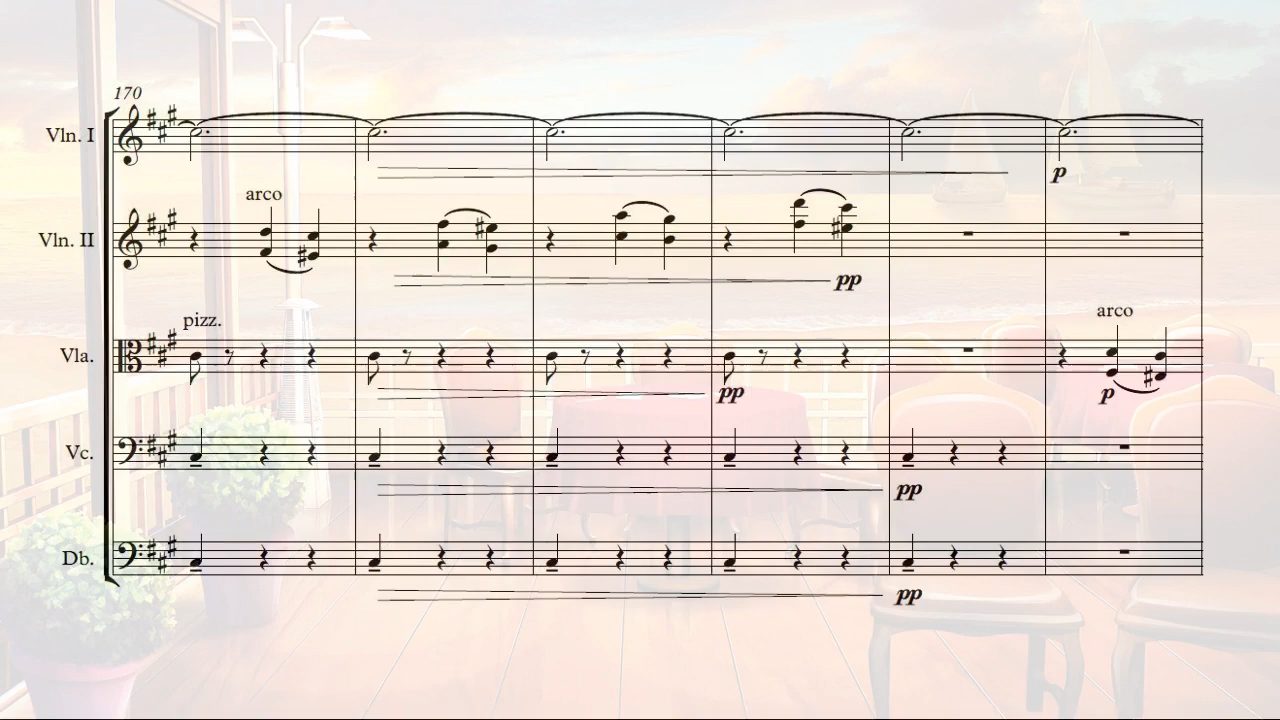 170
Vln. I
p
arco
Vln. II
pp
pizz.
arco
Vla.
pp
p
Vc.
pp
Db.
pp